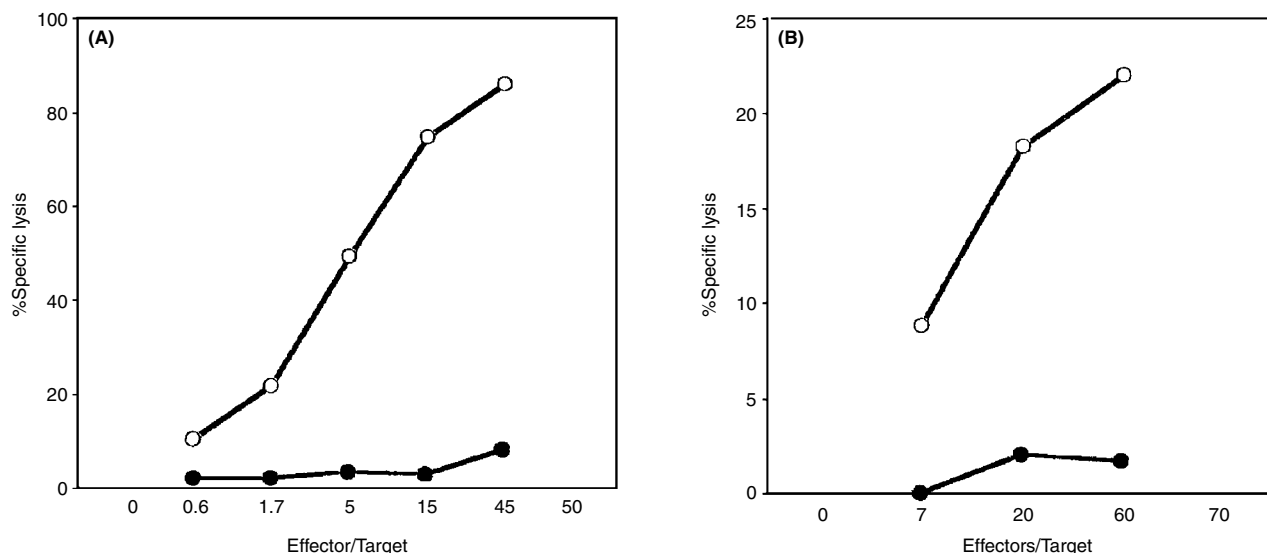 (A)
100
80
60
40
20
0
%Specific lysis
0 0.6 1.7 5 15 45 50
Effector/Target
(B)
25
20
15
10
5
0
%Specific lysis
0 7 20 60 70
Effectors/Target